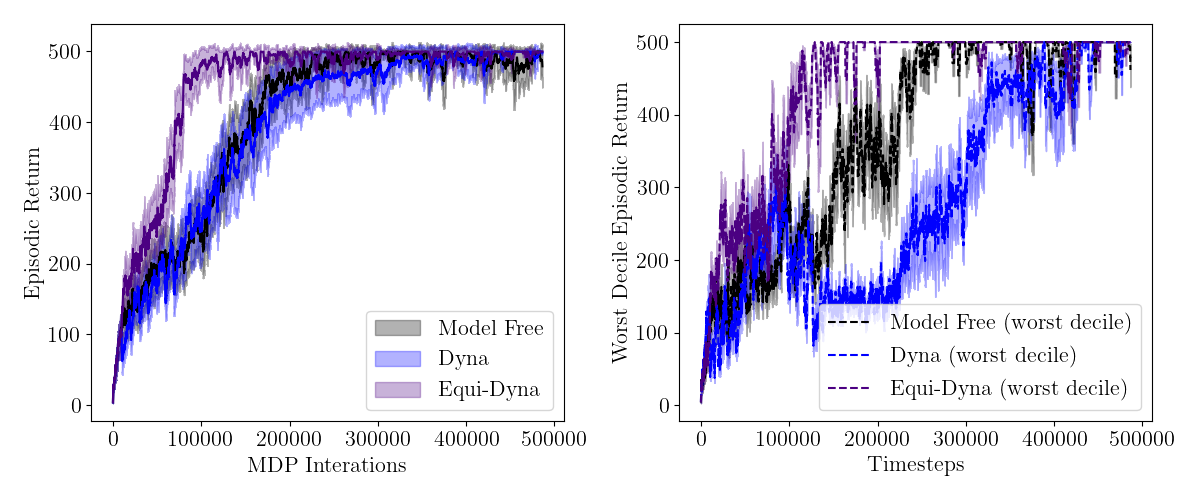 Episodic Return
500
400
300
200
100
0
Model Free
Dyna
Equi-Dyna
0 100000 200000 300000 400000 500000
MDP Interations
Worst Decile Episodic Return
500
400
300
200
100
0
Model Free (worst decile)
Dyna (worst decile)
Equi-Dyna (worst decile)
0 100000 200000 300000 400000 500000
Timesteps